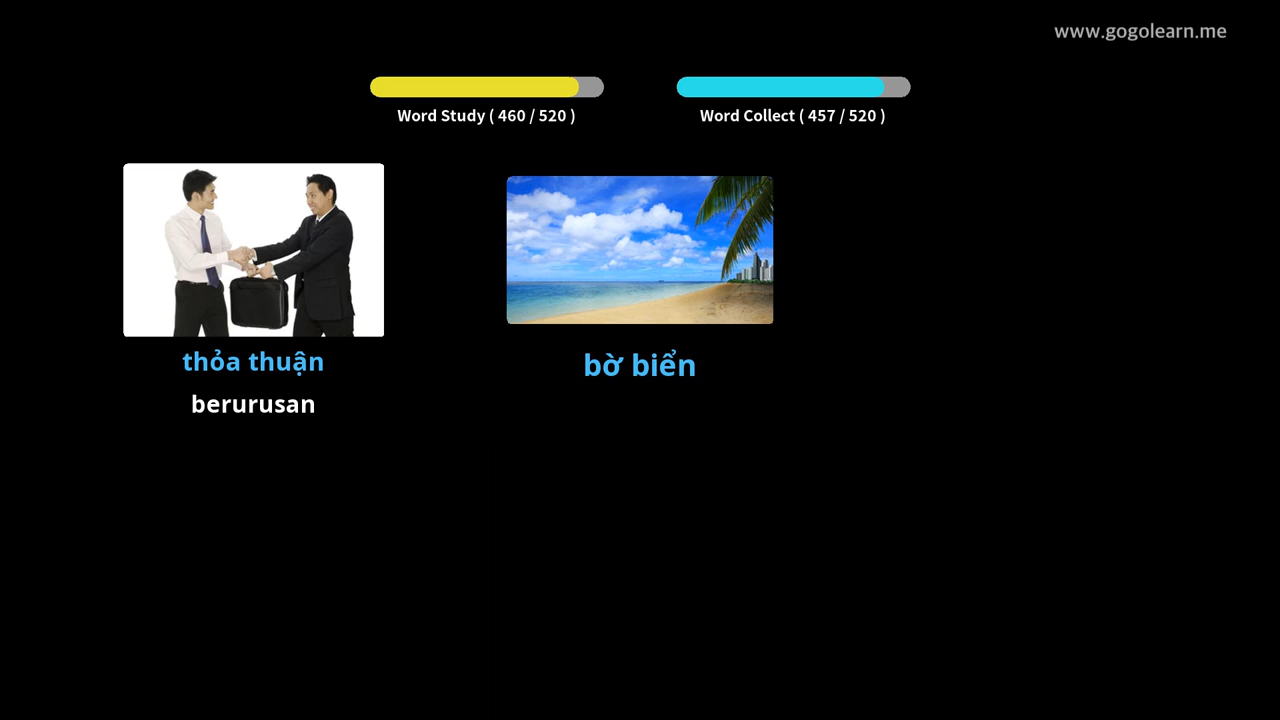 www.gogolearn.me
Word Study ( 460 / 520 )
Word Collect ( 457 / 520 )
thỏa thuận
berurusan
bờ biển